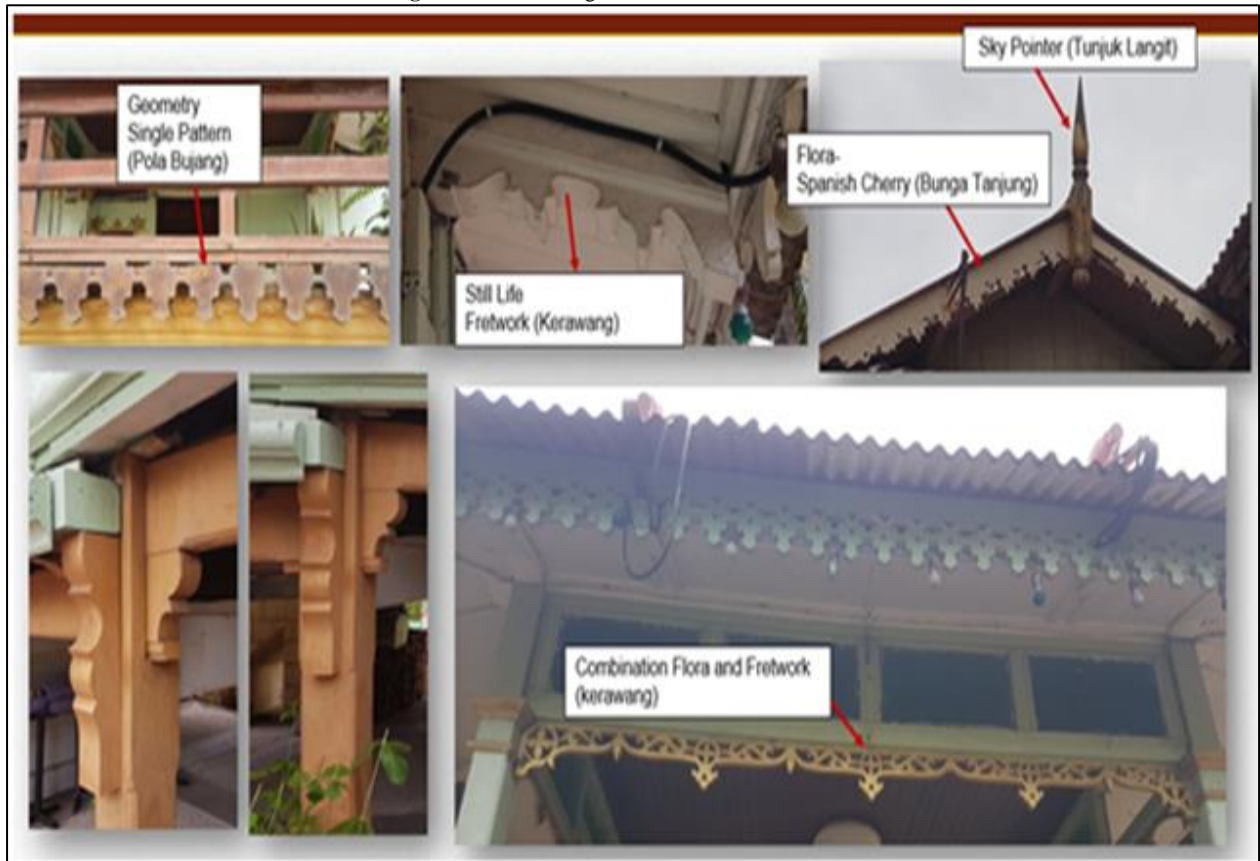 Sky Pointer (Tunjuk Langit)
Geometry
Single Pattern
(Pola Bujang)
Flora-
Spanish Cherry (Bunga Tanjung)
Still Life
Fretwork (Kerawang)
Combination Flora and Fretwork
(kerawang)